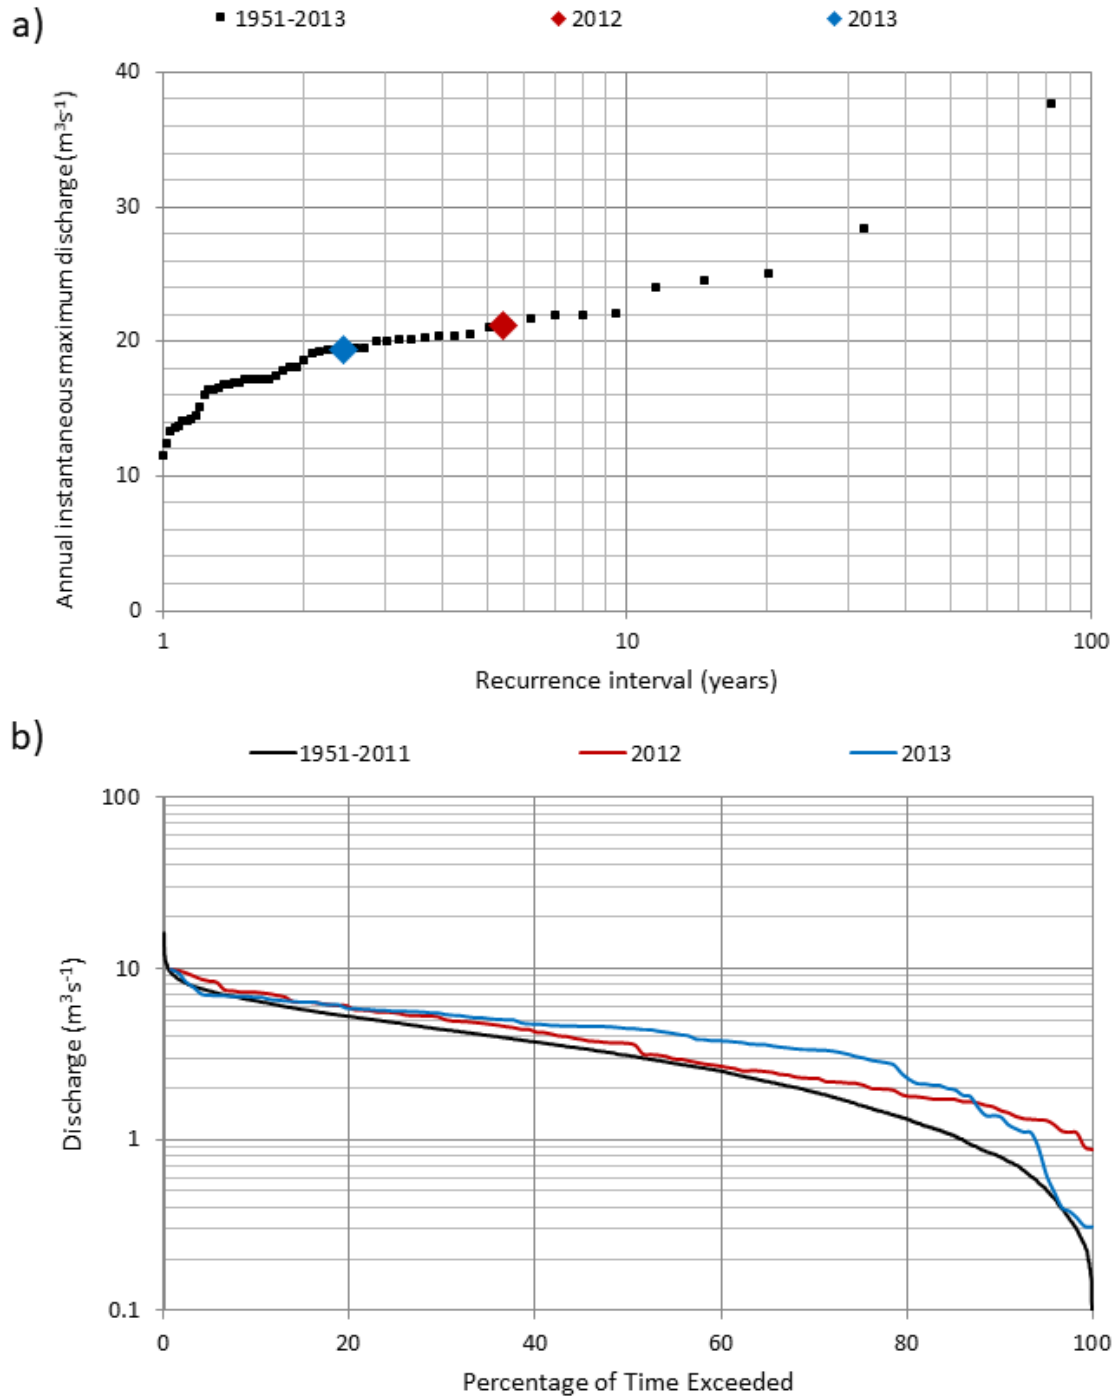 a)
1951-2013 2012 2013
Annual instantaneous maximum discharge (m³s⁻¹)
40
30
20
10
0
1 10 100
Recurrence interval (years)
b)
1951-2011 2012 2013
Discharge (m³s⁻¹)
100
10
1
0.1
0 20 40 60 80 100
Percentage of Time Exceeded